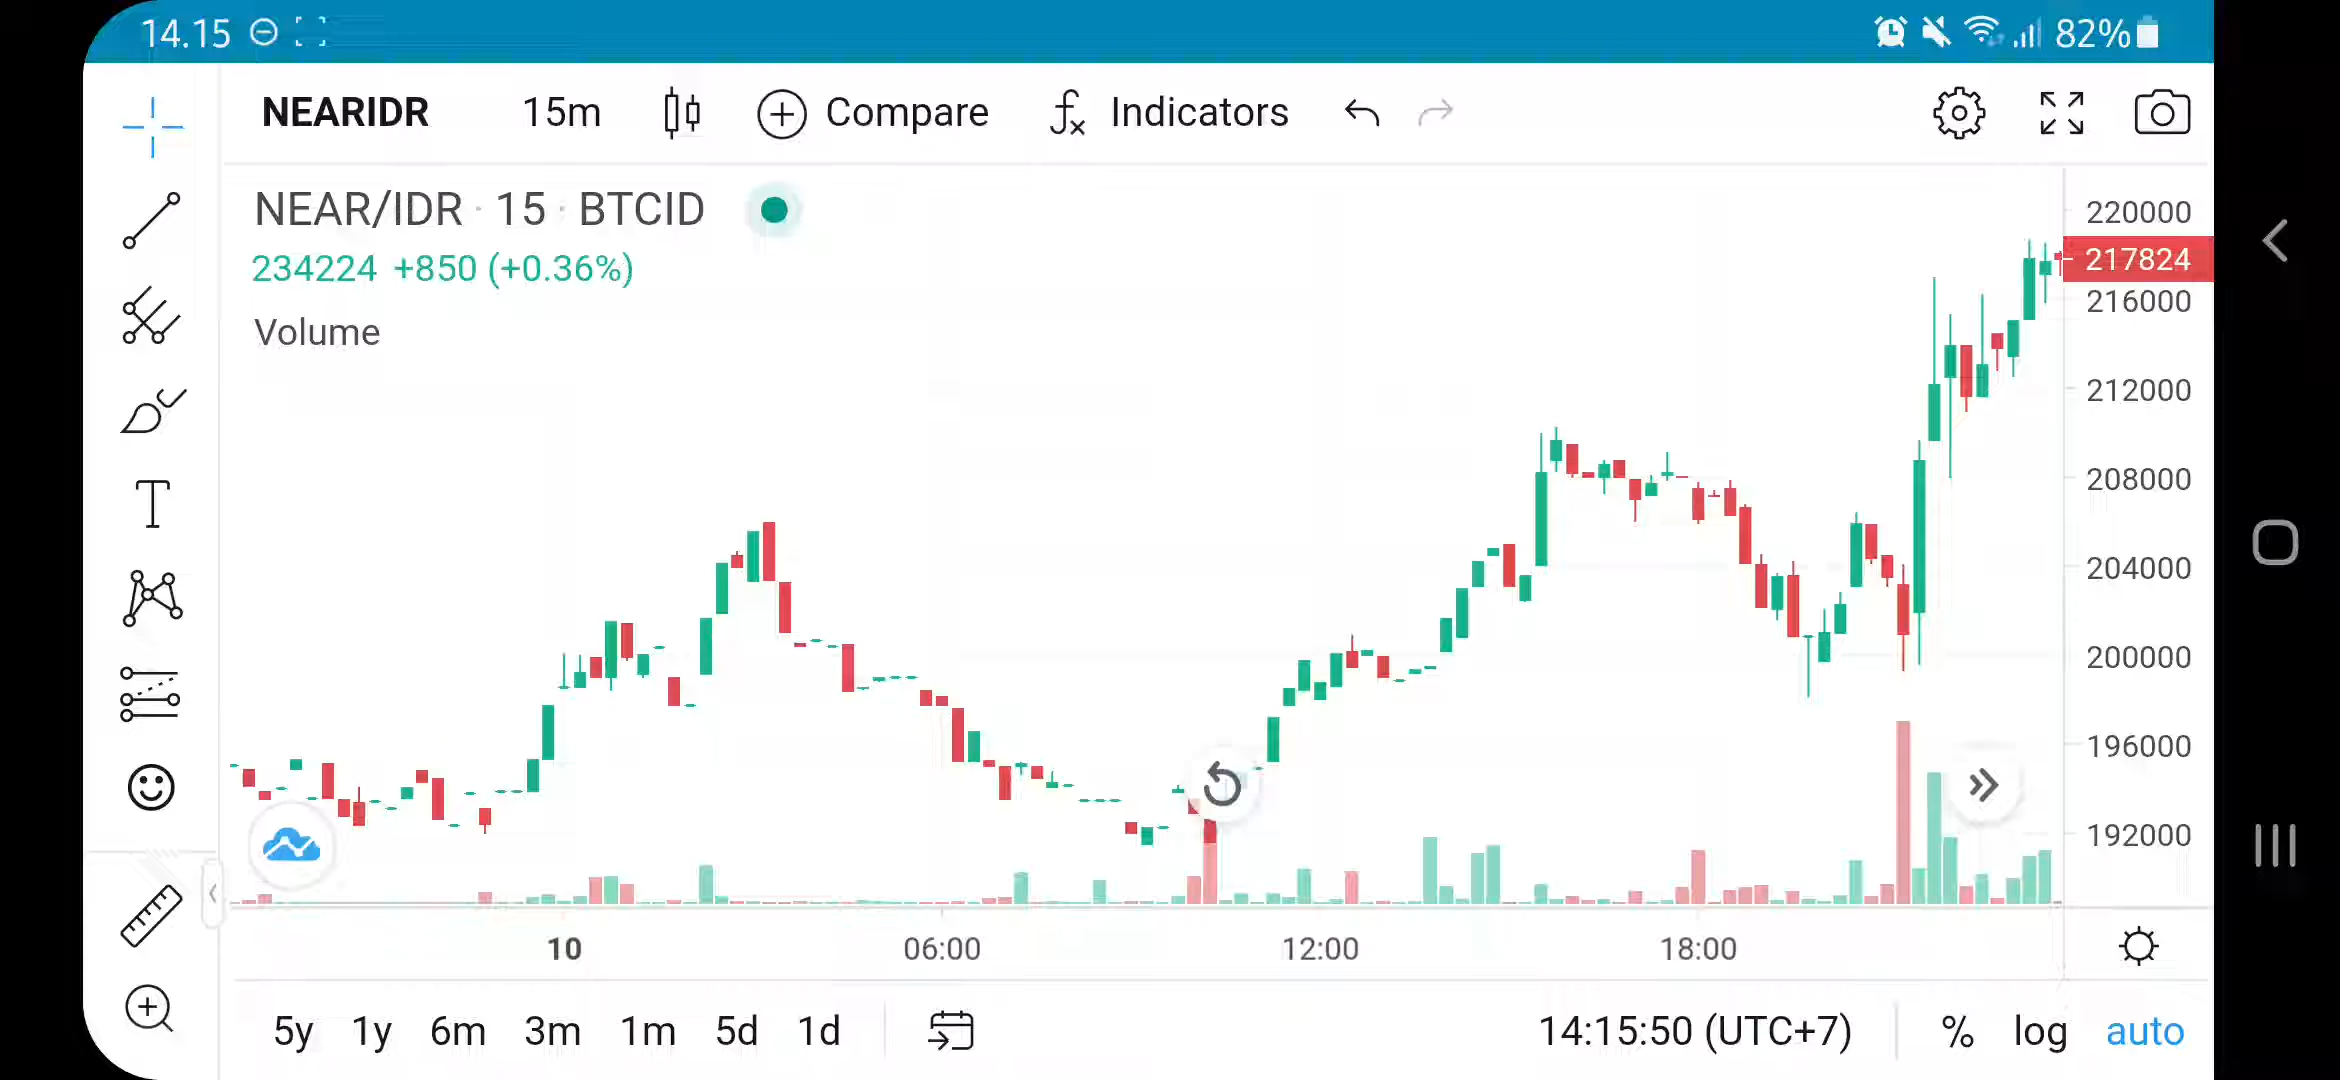 14.15 82%
NEARIDR 15m Compare Indicators
NEAR/IDR · 15 · BTCID
234224 +850 (+0.36%)
Volume
220000
217824
216000
212000
208000
204000
200000
196000
192000
10 06:00 12:00 18:00
5y 1y 6m 3m 1m 5d 1d 14:15:50 (UTC+7) % log auto